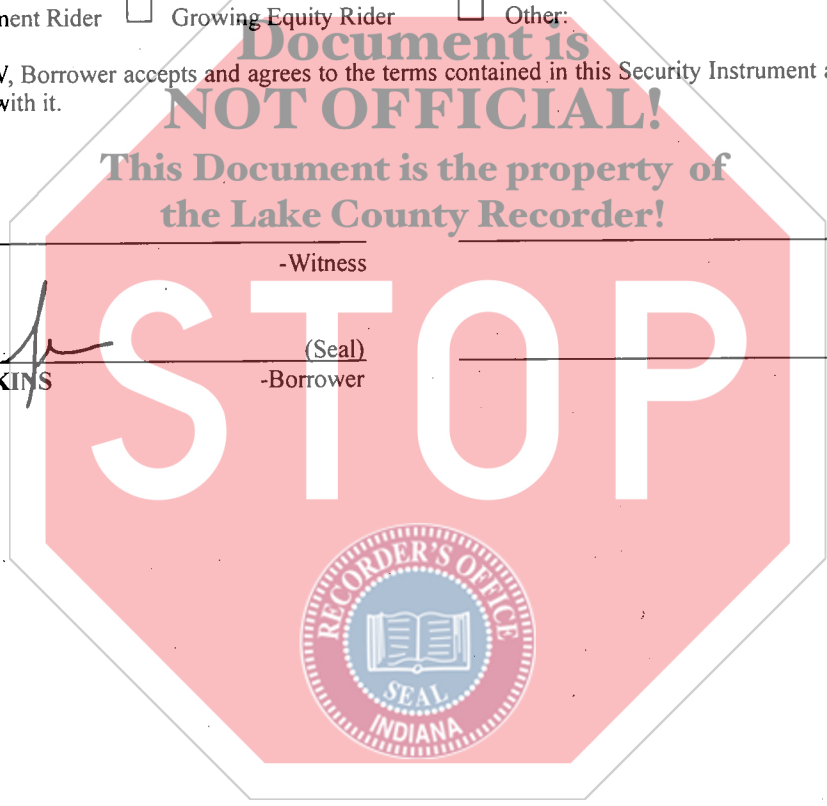 nent Rider ☐ Growing Equity Rider ☐ Other:
Document is
V, Borrower accepts and agrees to the terms contained in this Security Instrument a
with it.
NOT OFFICIAL!
This Document is the property of
the Lake County Recorder!
-Witness
(Seal)
KINS -Borrower
STOP
RECORDER'S OFFICE
SEAL
INDIANA